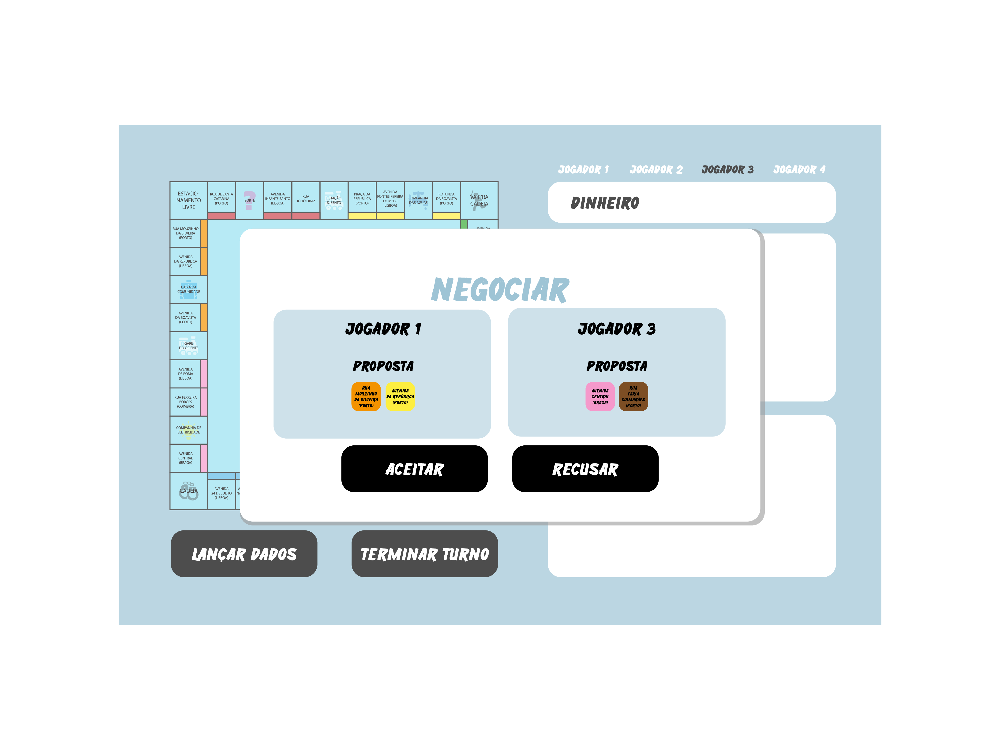 JOGADOR 1
JOGADOR 2
JOGADOR 3
JOGADOR 4
DINHEIRO
ESTACIO-
NAMENTO
LIVRE
RUA DE SANTA
CATARINA
(PORTO)
SORTE
AVENIDA
INFANTE SANTO
(LISBOA)
RUA
JÚLIO DINIZ
ESTAÇÃO
S. BENTO
PRAÇA DA
REPÚBLICA
(PORTO)
AVENIDA
FONTES PEREIRA
DE MELO
(LISBOA)
COMPANHIA
DAS ÁGUAS
ROTUNDA
DA BOAVISTA
(PORTO)
VÁ P'RA
CADEIA
AVENIDA
RUA MOUZINHO
DA SILVEIRA
(PORTO)
AVENIDA
DA REPÚBLICA
(LISBOA)
CAIXA DA
COMUNIDADE
AVENIDA
DA BOAVISTA
(PORTO)
GARE
DO ORIENTE
AVENIDA
DE ROMA
(LISBOA)
RUA FERREIRA
BORGES
(COIMBRA)
COMPANHIA DE
ELETRICIDADE
AVENIDA
CENTRAL
(BRAGA)
CADEIA
AVENIDA
24 DE JULHO
(LISBOA)
NEGOCIAR
JOGADOR 1
PROPOSTA
RUA
MOUZINHO
DA SILVEIRA
(PORTO)
AVENIDA
DA REPÚBLICA
(PORTO)
JOGADOR 3
PROPOSTA
AVENIDA
CENTRAL
(BRAGA)
RUA
FARIA
GUIMARÃES
(PORTO)
ACEITAR
RECUSAR
LANÇAR DADOS
TERMINAR TURNO